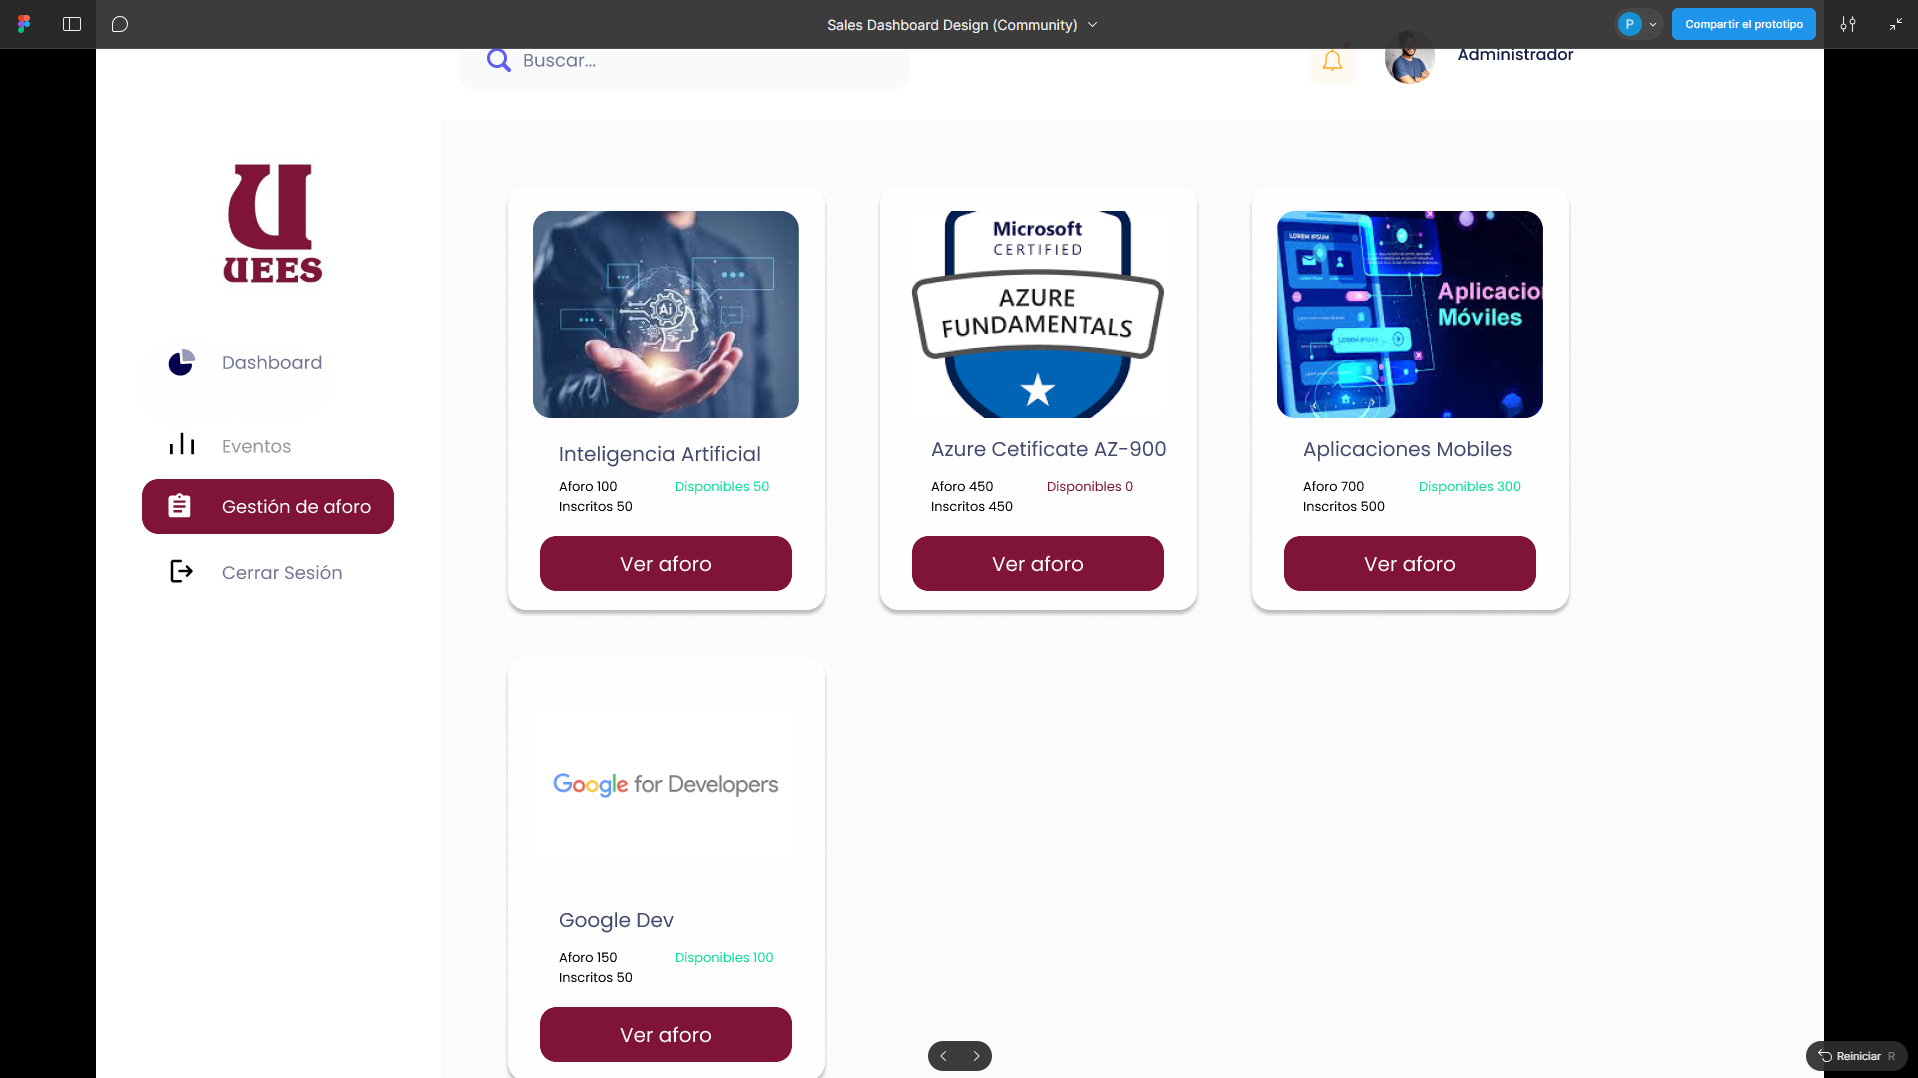 Sales Dashboard Design (Community)
P
Compartir el prototipo
Buscar...
Administrador
UEES
Dashboard
Eventos
Gestión de aforo
Cerrar Sesión
Ai
Inteligencia Artificial
Aforo 100
Disponibles 50
Inscritos 50
Ver aforo
Microsoft
CERTIFIED
AZURE
FUNDAMENTALS
Azure Cetificate AZ-900
Aforo 450
Disponibles 0
Inscritos 450
Ver aforo
LOREM IPSUM
Aplicacio
Móviles
Aplicaciones Mobiles
Aforo 700
Disponibles 300
Inscritos 500
Ver aforo
Google for Developers
Google Dev
Aforo 150
Disponibles 100
Inscritos 50
Ver aforo
Reiniciar R